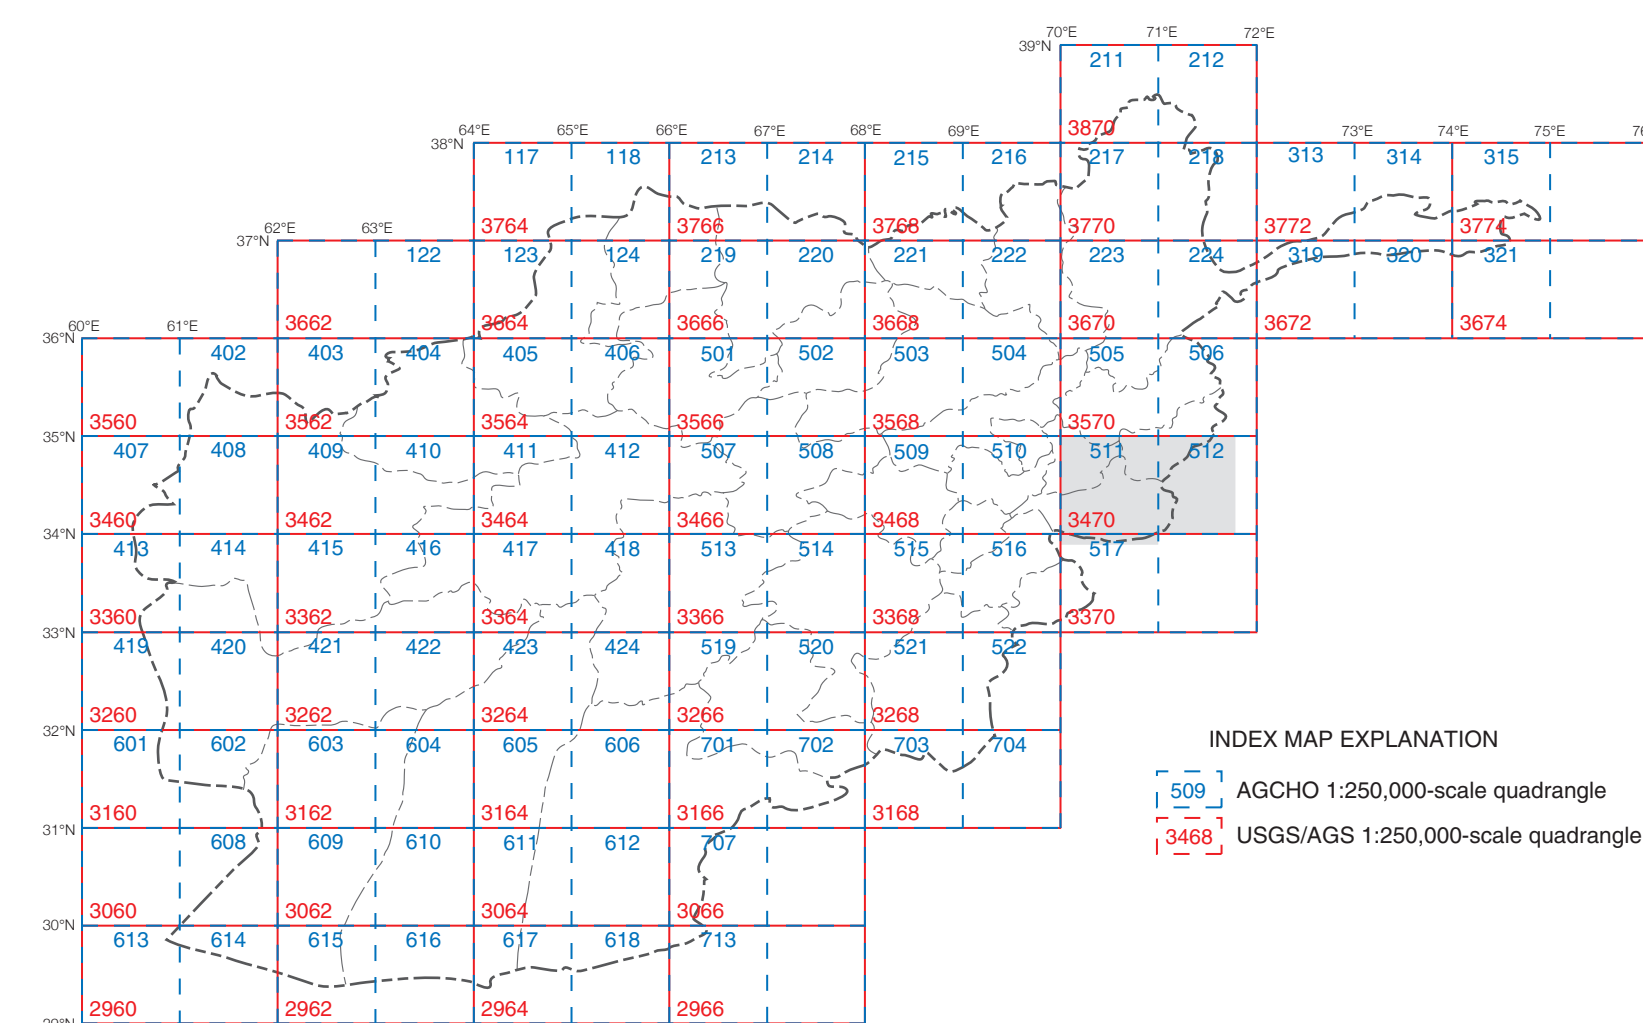 70°E 71°E 72°E
39°N
211 212
64°E 65°E 66°E 67°E 68°E 69°E 3870 73°E 74°E 75°E
38°N
117 118 213 214 215 216 217 218 313 314 315
62°E 63°E 3764 3766 3768 3770 3772 3774
37°N
122 123 124 219 220 221 222 223 224 319 320 321
60°E 61°E 3662 3664 3666 3668 3670 3672 3674
36°N
402 403 404 405 406 501 502 503 504 505 506
3560 3562 3564 3566 3568 3570
35°N
407 408 409 410 411 412 507 508 509 510 511 512
3460 3462 3464 3466 3468 3470
34°N
413 414 415 416 417 418 513 514 515 516 517
3360 3362 3364 3366 3368 3370
33°N
419 420 421 422 423 424 519 520 521 522
3260 3262 3264 3266 3268
32°N
601 602 603 604 605 606 701 702 703 704
INDEX MAP EXPLANATION
509 AGCHO 1:250,000-scale quadrangle
3468 USGS/AGS 1:250,000-scale quadrangle
3160 3162 3164 3166 3168
31°N
608 609 610 611 612 707
3060 3062 3064 3066
30°N
613 614 615 616 617 618 713
2960 2962 2964 2966